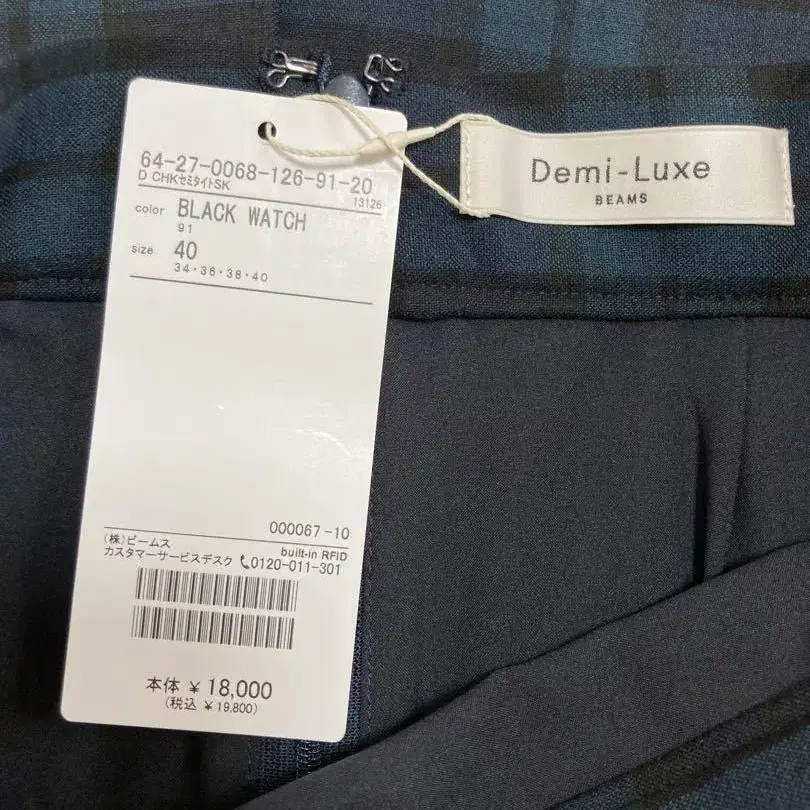 64-27-0068-126-91-20
D CHKセミタイトSK
13126
color BLACK WATCH
91
size 40
34・36・38・40
000067-10
(株)ビームス
built-in RFID
カスタマーサービスデスク 📞0120-011-301
本体 ¥ 18,000
(税込 ¥ 19,800)
Demi-Luxe
BEAMS